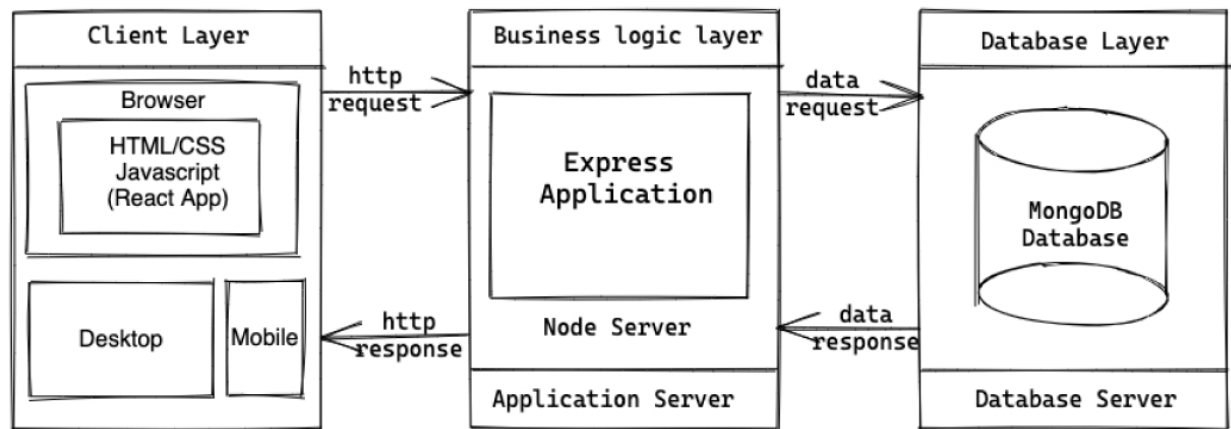 Client Layer
Browser
HTML/CSS
Javascript
(React App)
Desktop
Mobile
http
request
http
response
Business logic layer
Express
Application
Node Server
Application Server
data
request
data
response
Database Layer
MongoDB
Database
Database Server